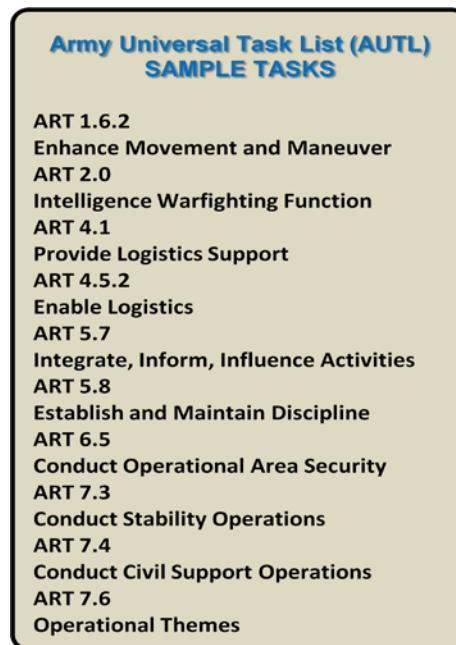 Army Universal Task List (AUTL)
SAMPLE TASKS
ART 1.6.2
Enhance Movement and Maneuver
ART 2.0
Intelligence Warfighting Function
ART 4.1
Provide Logistics Support
ART 4.5.2
Enable Logistics
ART 5.7
Integrate, Inform, Influence Activities
ART 5.8
Establish and Maintain Discipline
ART 6.5
Conduct Operational Area Security
ART 7.3
Conduct Stability Operations
ART 7.4
Conduct Civil Support Operations
ART 7.6
Operational Themes